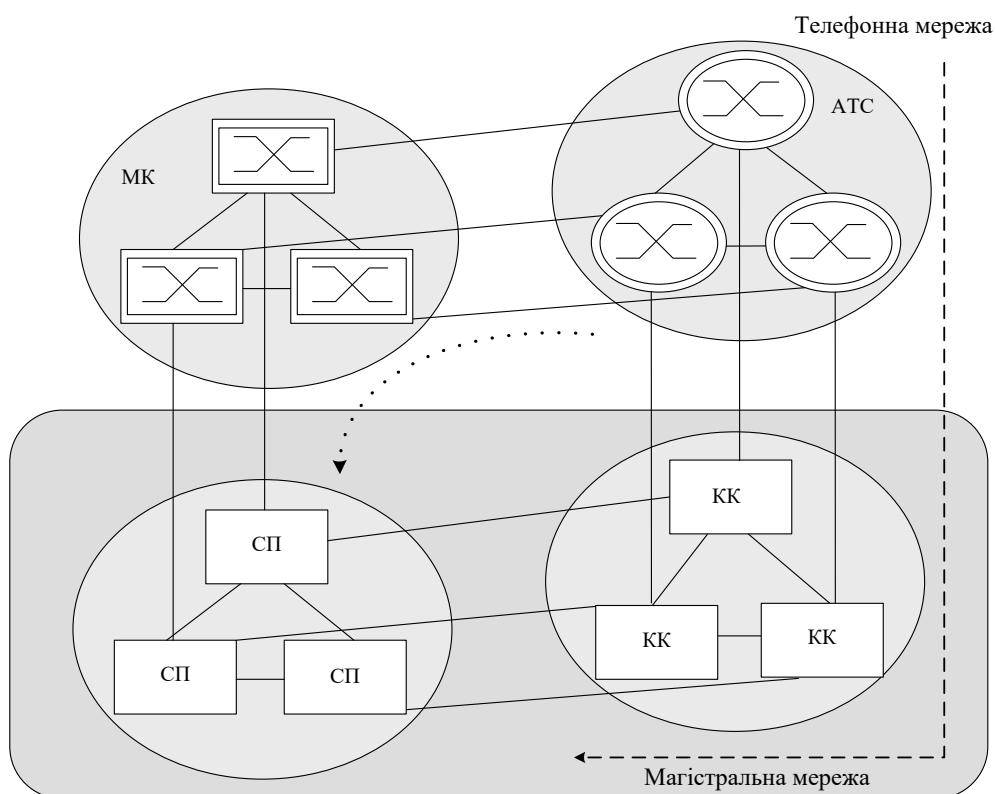 Телефонна мережа
АТС
МК
КК
СП
КК
КК
СП
СП
Магістральна мережа